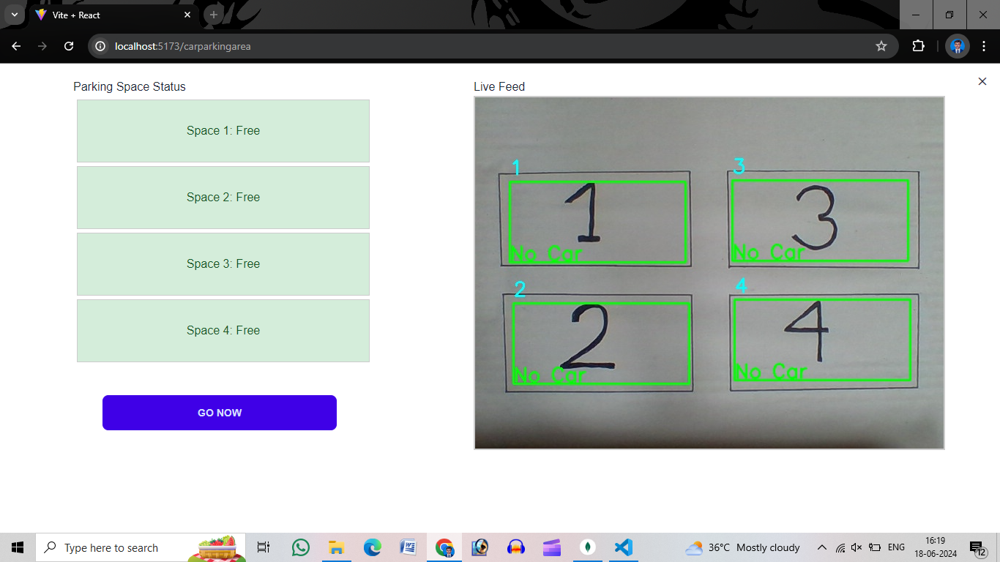 Vite + React
localhost:5173/carparkingarea
Parking Space Status
Space 1: Free
Space 2: Free
Space 3: Free
Space 4: Free
GO NOW
Live Feed
1
1
No Car
3
3
No Car
2
2
No Car
4
4
No Car
Type here to search
36°C Mostly cloudy
ENG
16:19
18-06-2024
12